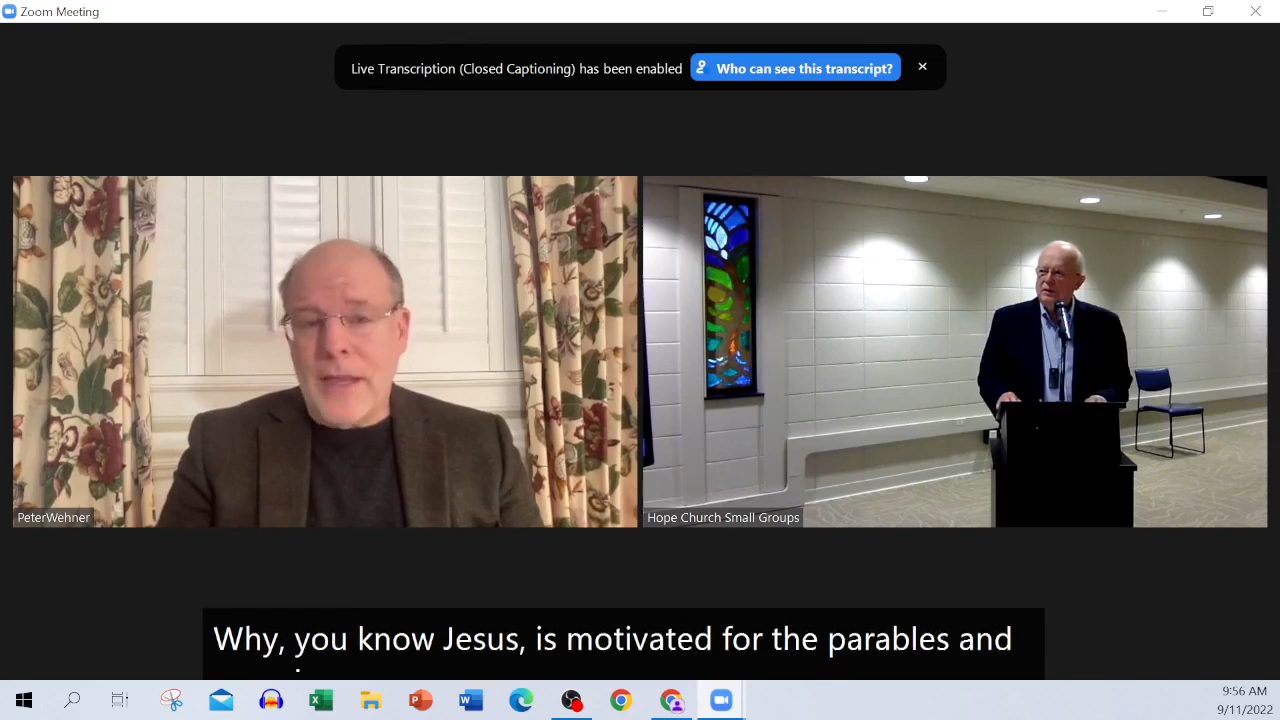 Zoom Meeting
Live Transcription (Closed Captioning) has been enabled
Who can see this transcript?
PeterWehner
Hope Church Small Groups
Why, you know Jesus, is motivated for the parables and
9:56 AM
9/11/2022